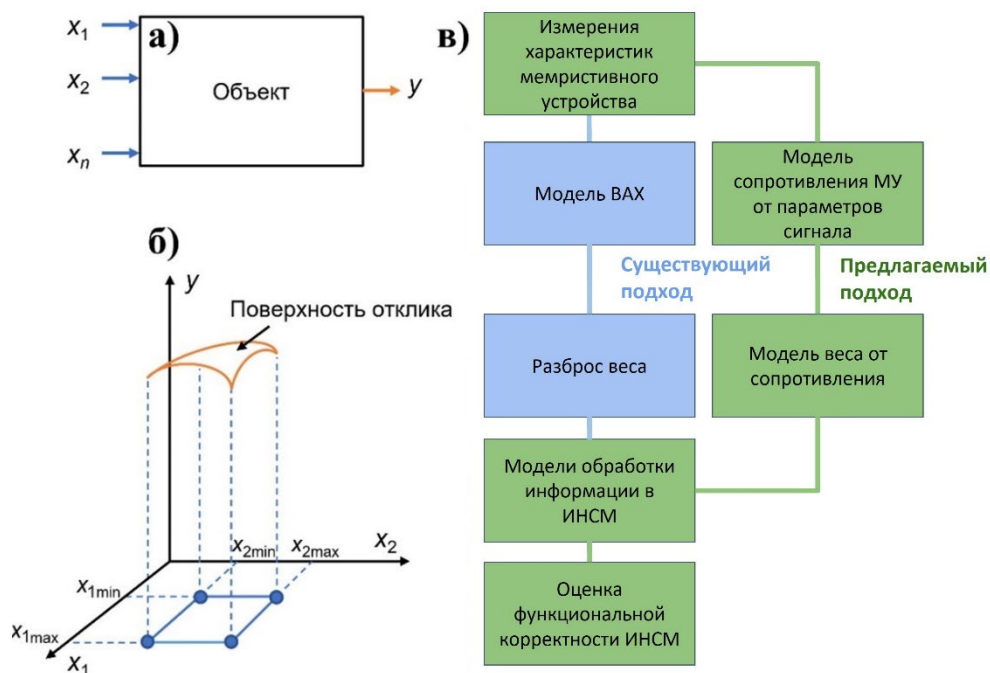 а)
x1
x2
xn
Объект
y
б)
y
Поверхность отклика
x2min
x2max
x2
x1min
x1max
x1
в)
Измерения
характеристик
мемристивного
устройства
Модель ВАХ
Модель
сопротивления МУ
от параметров
сигнала
Существующий
подход
Предлагаемый
подход
Разброс веса
Модель веса от
сопротивления
Модели обработки
информации в
ИНСМ
Оценка
функциональной
корректности ИНСМ